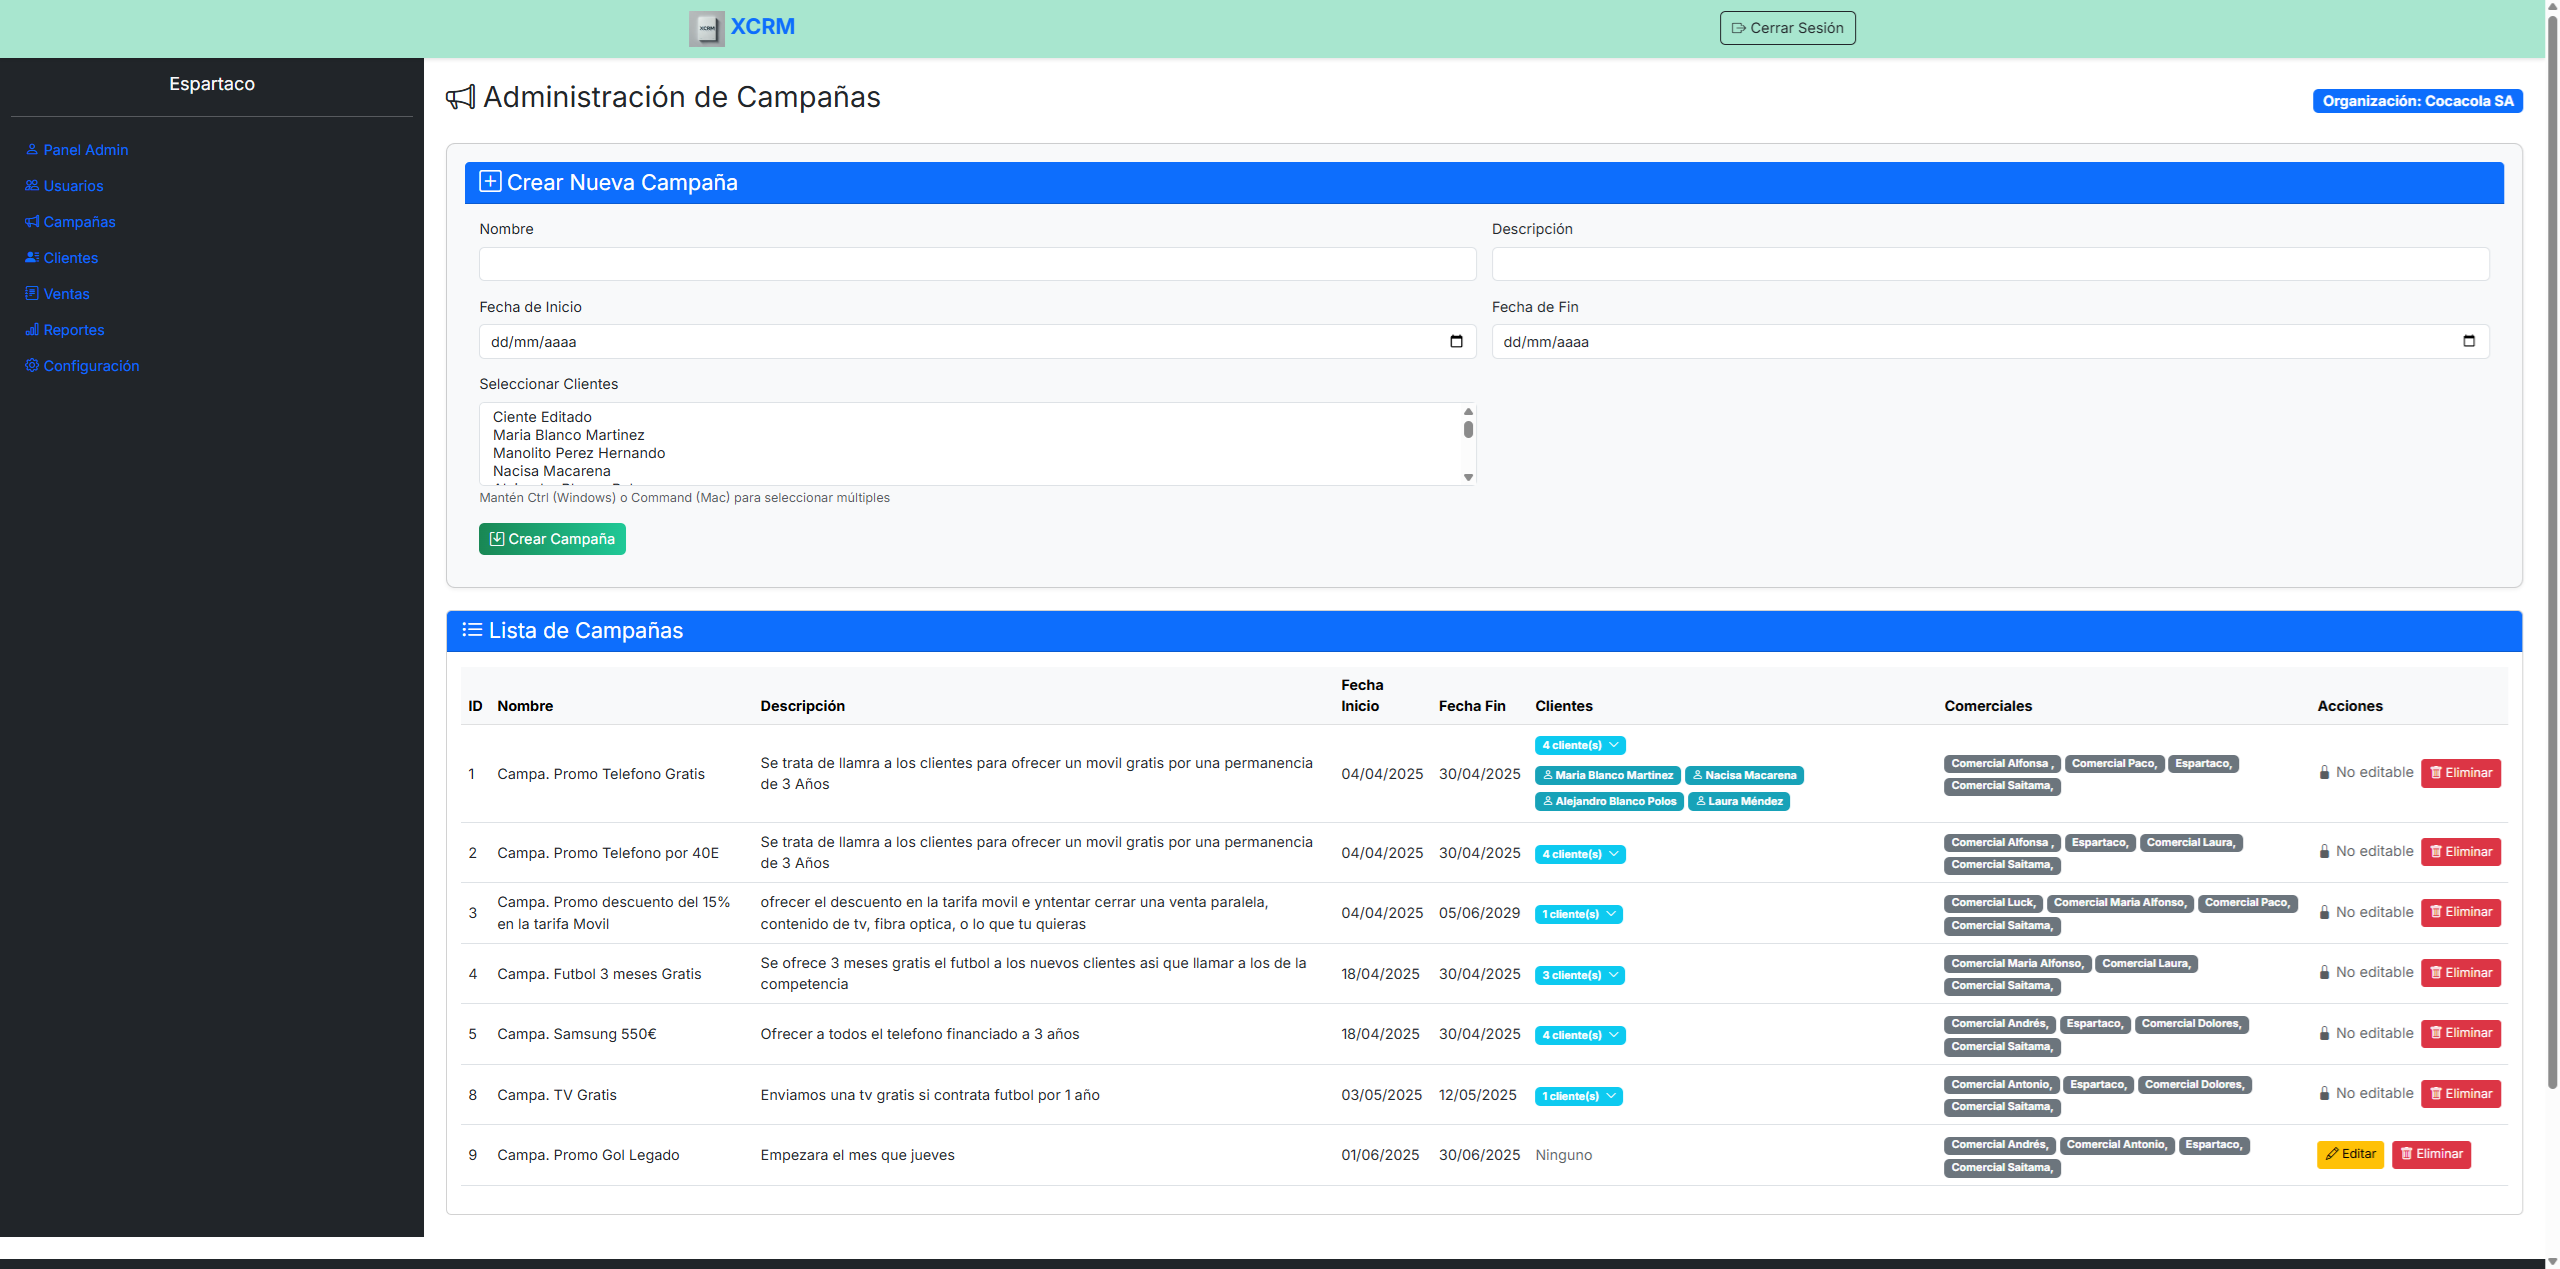 XCRM
XCRM
Cerrar Sesión
Espartaco
Panel Admin
Usuarios
Campañas
Clientes
Ventas
Reportes
Configuración
Administración de Campañas
Organización: Cocacola SA
Crear Nueva Campaña
Nombre
Descripción
Fecha de Inicio
Fecha de Fin
dd/mm/aaaa
dd/mm/aaaa
Seleccionar Clientes
Ciente Editado
Maria Blanco Martinez
Manolito Perez Hernando
Nacisa Macarena
Mantén Ctrl (Windows) o Command (Mac) para seleccionar múltiples
Crear Campaña
Lista de Campañas
ID Nombre Descripción Fecha Inicio Fecha Fin Clientes Comerciales Acciones
1 Campa. Promo Telefono Gratis
Se trata de llamra a los clientes para ofrecer un movil gratis por una permanencia
de 3 Años
04/04/2025 30/04/2025
4 cliente(s)
Maria Blanco Martinez Nacisa Macarena
Alejandro Blanco Polos Laura Méndez
Comercial Alfonsa , Comercial Paco, Espartaco,
Comercial Saitama,
No editable Eliminar
2 Campa. Promo Telefono por 40E
Se trata de llamra a los clientes para ofrecer un movil gratis por una permanencia
de 3 Años
04/04/2025 30/04/2025
4 cliente(s)
Comercial Alfonsa , Espartaco, Comercial Laura,
Comercial Saitama,
No editable Eliminar
3 Campa. Promo descuento del 15%
en la tarifa Movil
ofrecer el descuento en la tarifa movil e yntentar cerrar una venta paralela,
contenido de tv, fibra optica, o lo que tu quieras
04/04/2025 05/06/2029
1 cliente(s)
Comercial Luck, Comercial Maria Alfonso, Comercial Paco,
Comercial Saitama,
No editable Eliminar
4 Campa. Futbol 3 meses Gratis
Se ofrece 3 meses gratis el futbol a los nuevos clientes asi que llamar a los de la
competencia
18/04/2025 30/04/2025
3 cliente(s)
Comercial Maria Alfonso, Comercial Laura,
Comercial Saitama,
No editable Eliminar
5 Campa. Samsung 550€
Ofrecer a todos el telefono financiado a 3 años
18/04/2025 30/04/2025
4 cliente(s)
Comercial Andrés, Espartaco, Comercial Dolores,
Comercial Saitama,
No editable Eliminar
8 Campa. TV Gratis
Enviamos una tv gratis si contrata futbol por 1 año
03/05/2025 12/05/2025
1 cliente(s)
Comercial Antonio, Espartaco, Comercial Dolores,
Comercial Saitama,
No editable Eliminar
9 Campa. Promo Gol Legado
Empezara el mes que jueves
01/06/2025 30/06/2025
Ninguno
Comercial Andrés, Comercial Antonio, Espartaco,
Comercial Saitama,
Editar Eliminar